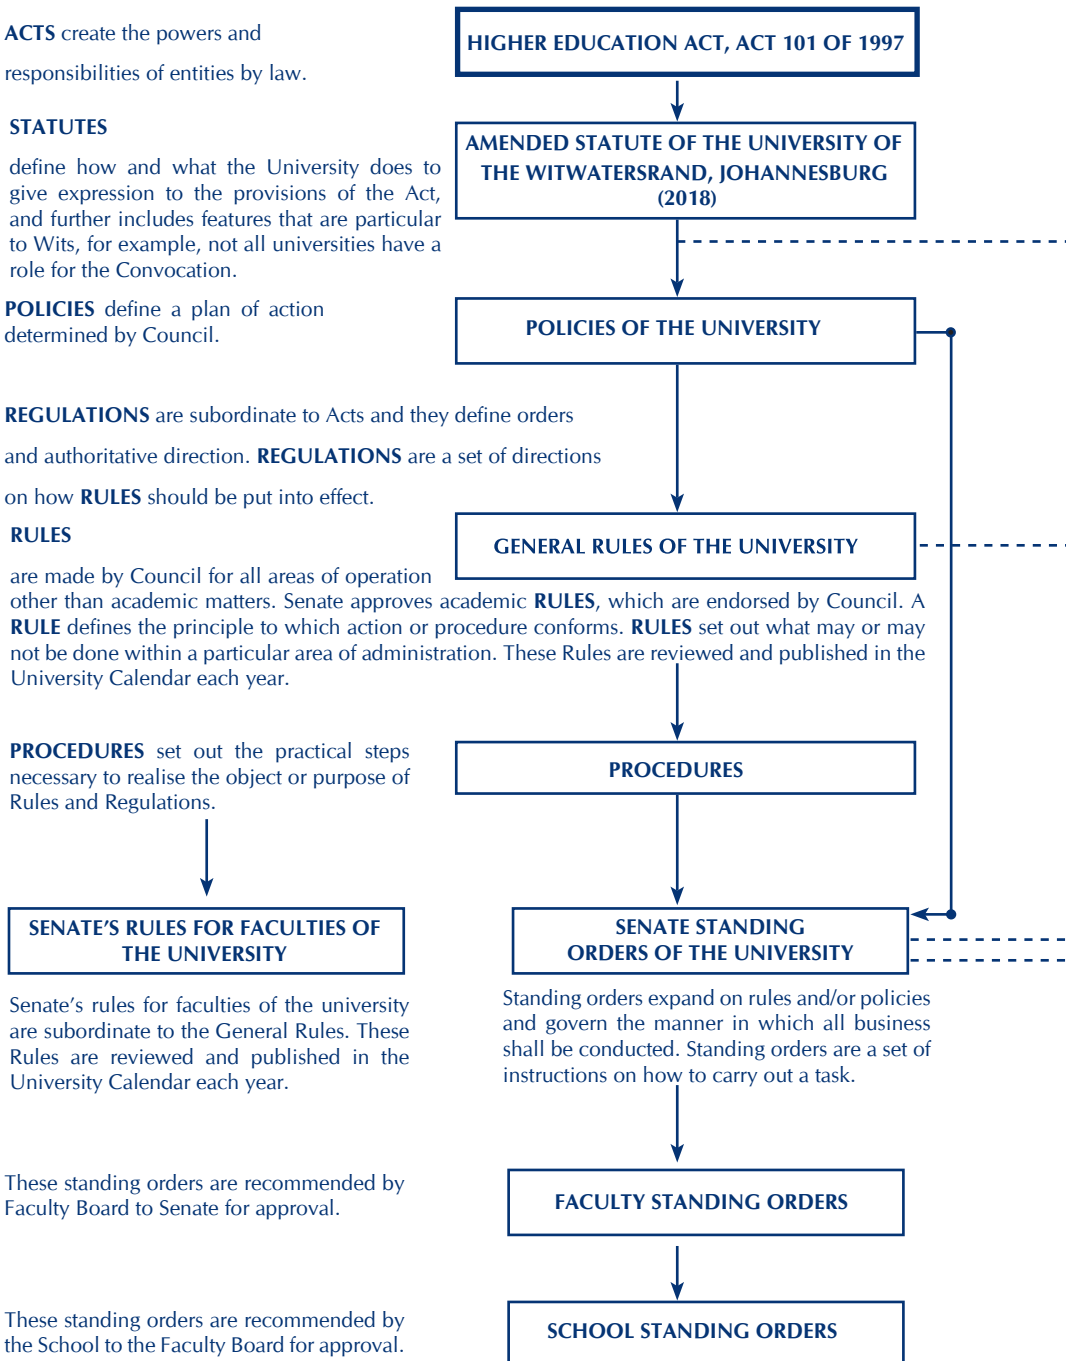 ACTS create the powers and
responsibilities of entities by law.
HIGHER EDUCATION ACT, ACT 101 OF 1997
STATUTES
define how and what the University does to
give expression to the provisions of the Act,
and further includes features that are particular
to Wits, for example, not all universities have a
role for the Convocation.
AMENDED STATUTE OF THE UNIVERSITY OF
THE WITWATERSRAND, JOHANNESBURG
(2018)
POLICIES define a plan of action
determined by Council.
POLICIES OF THE UNIVERSITY
REGULATIONS are subordinate to Acts and they define orders
and authoritative direction. REGULATIONS are a set of directions
on how RULES should be put into effect.
GENERAL RULES OF THE UNIVERSITY
RULES
are made by Council for all areas of operation
other than academic matters. Senate approves academic RULES, which are endorsed by Council. A
RULE defines the principle to which action or procedure conforms. RULES set out what may or may
not be done within a particular area of administration. These Rules are reviewed and published in the
University Calendar each year.
PROCEDURES set out the practical steps
necessary to realise the object or purpose of
Rules and Regulations.
PROCEDURES
SENATE'S RULES FOR FACULTIES OF
THE UNIVERSITY
SENATE STANDING
ORDERS OF THE UNIVERSITY
Senate's rules for faculties of the university
are subordinate to the General Rules. These
Rules are reviewed and published in the
University Calendar each year.
Standing orders expand on rules and/or policies
and govern the manner in which all business
shall be conducted. Standing orders are a set of
instructions on how to carry out a task.
These standing orders are recommended by
Faculty Board to Senate for approval.
FACULTY STANDING ORDERS
These standing orders are recommended by
the School to the Faculty Board for approval.
SCHOOL STANDING ORDERS